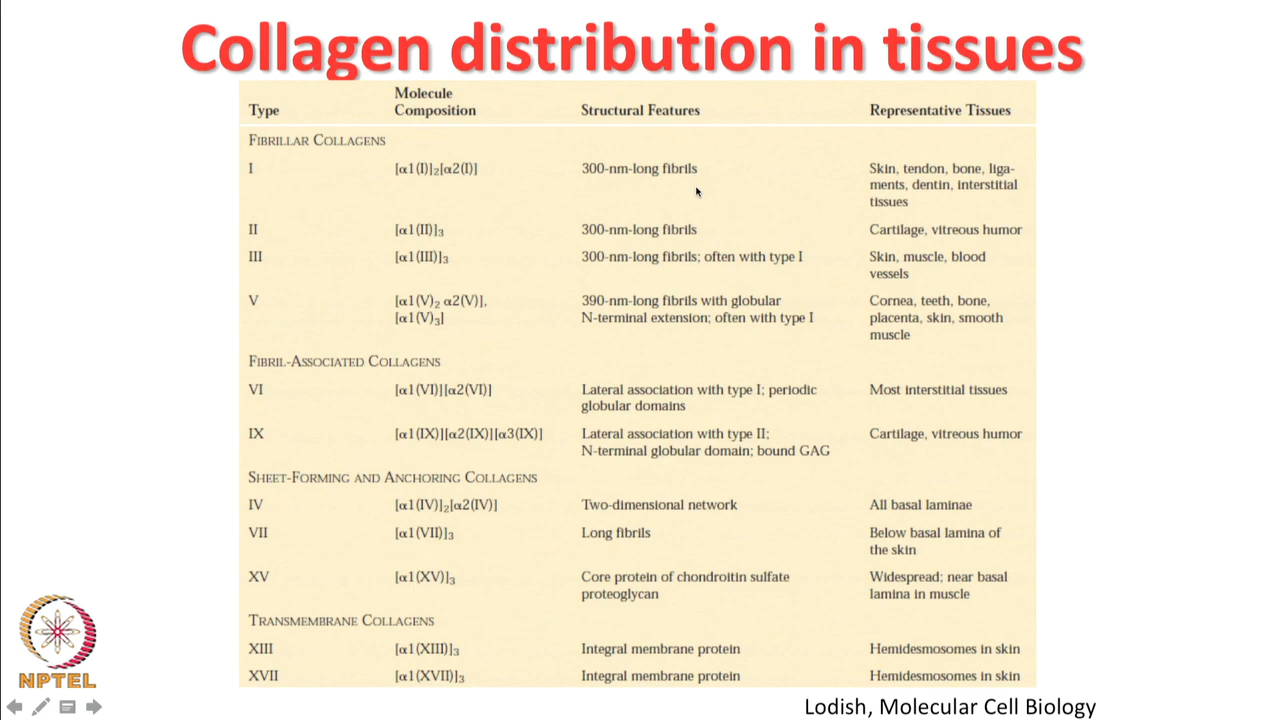 Collagen distribution in tissues
Molecule
Type Composition Structural Features Representative Tissues
FIBRILLAR COLLAGENS
I [α1(I)]₂[α2(I)] 300-nm-long fibrils Skin, tendon, bone, liga-
ments, dentin, interstitial
tissues
II [α1(II)]₃ 300-nm-long fibrils Cartilage, vitreous humor
III [α1(III)]₃ 300-nm-long fibrils; often with type I Skin, muscle, blood
vessels
V [α1(V)₂ α2(V)], 390-nm-long fibrils with globular Cornea, teeth, bone,
[α1(V)₃] N-terminal extension; often with type I placenta, skin, smooth
muscle
FIBRIL-ASSOCIATED COLLAGENS
VI [α1(VI)][α2(VI)] Lateral association with type I; periodic Most interstitial tissues
globular domains
IX [α1(IX)][α2(IX)][α3(IX)] Lateral association with type II; Cartilage, vitreous humor
N-terminal globular domain; bound GAG
SHEET-FORMING AND ANCHORING COLLAGENS
IV [α1(IV)]₂[α2(IV)] Two-dimensional network All basal laminae
VII [α1(VII)]₃ Long fibrils Below basal lamina of
the skin
XV [α1(XV)]₃ Core protein of chondroitin sulfate Widespread; near basal
proteoglycan lamina in muscle
TRANSMEMBRANE COLLAGENS
XIII [α1(XIII)]₃ Integral membrane protein Hemidesmosomes in skin
XVII [α1(XVII)]₃ Integral membrane protein Hemidesmosomes in skin
NPTEL
Lodish, Molecular Cell Biology